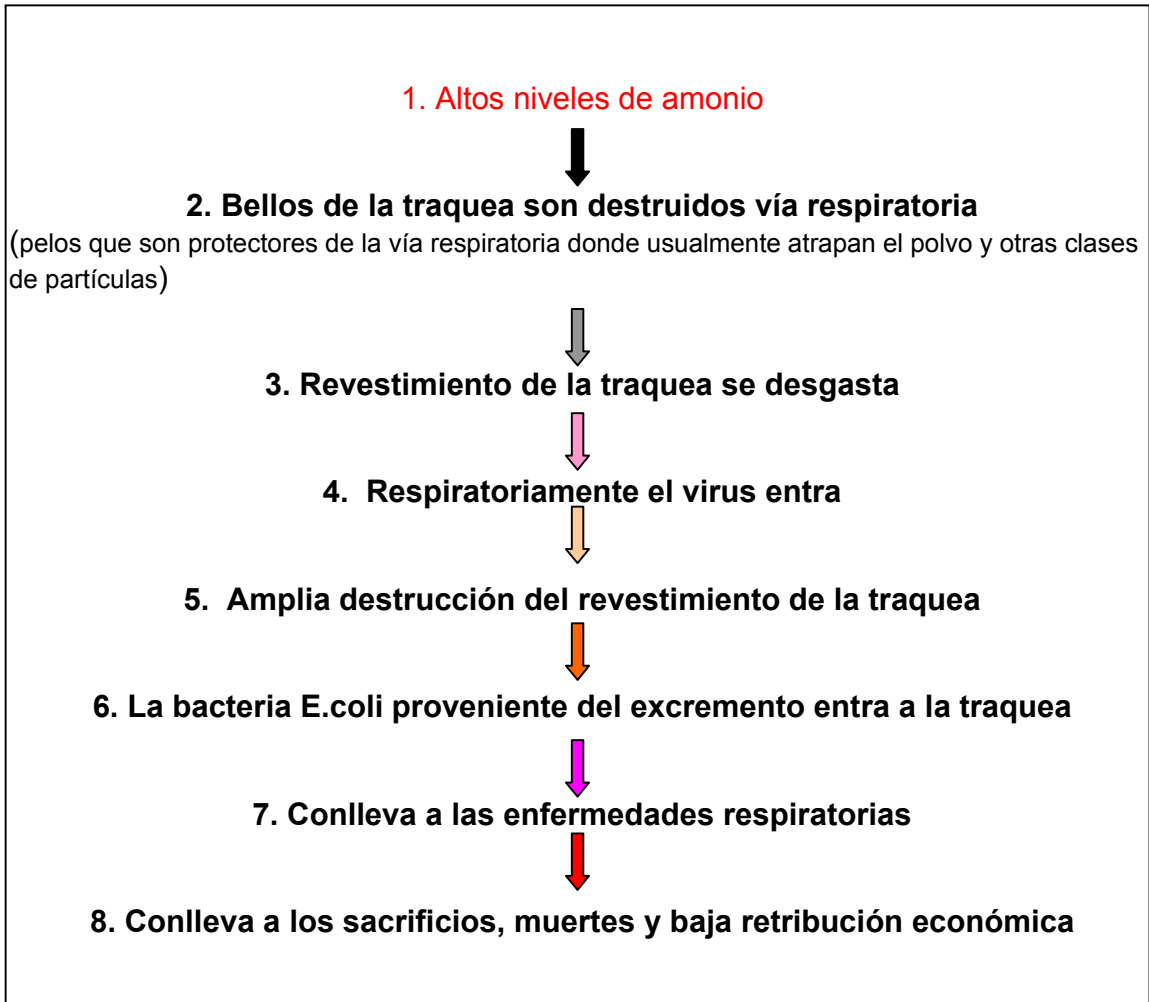 1. Altos niveles de amonio
2. Bellos de la traquea son destruidos vía respiratoria
(pelos que son protectores de la vía respiratoria donde usualmente atrapan el polvo y otras clases
de partículas)
3. Revestimiento de la traquea se desgasta
4. Respiratoriamente el virus entra
5. Amplia destrucción del revestimiento de la traquea
6. La bacteria E.coli proveniente del excremento entra a la traquea
7. Conlleva a las enfermedades respiratorias
8. Conlleva a los sacrificios, muertes y baja retribución económica